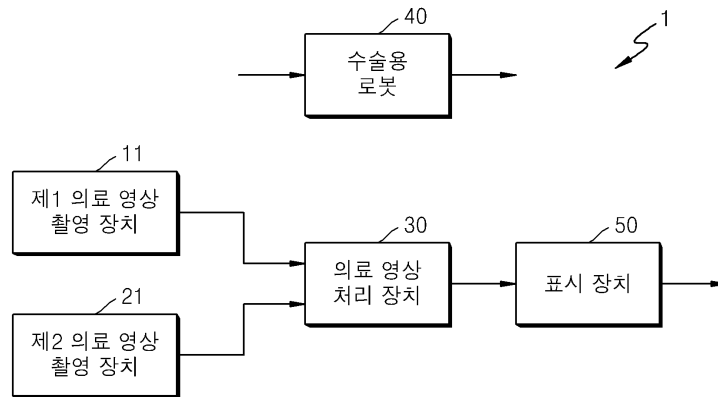 40
1
수술용
로봇
11
제1 의료 영상
촬영 장치
30
의료 영상
처리 장치
50
표시 장치
21
제2 의료 영상
촬영 장치